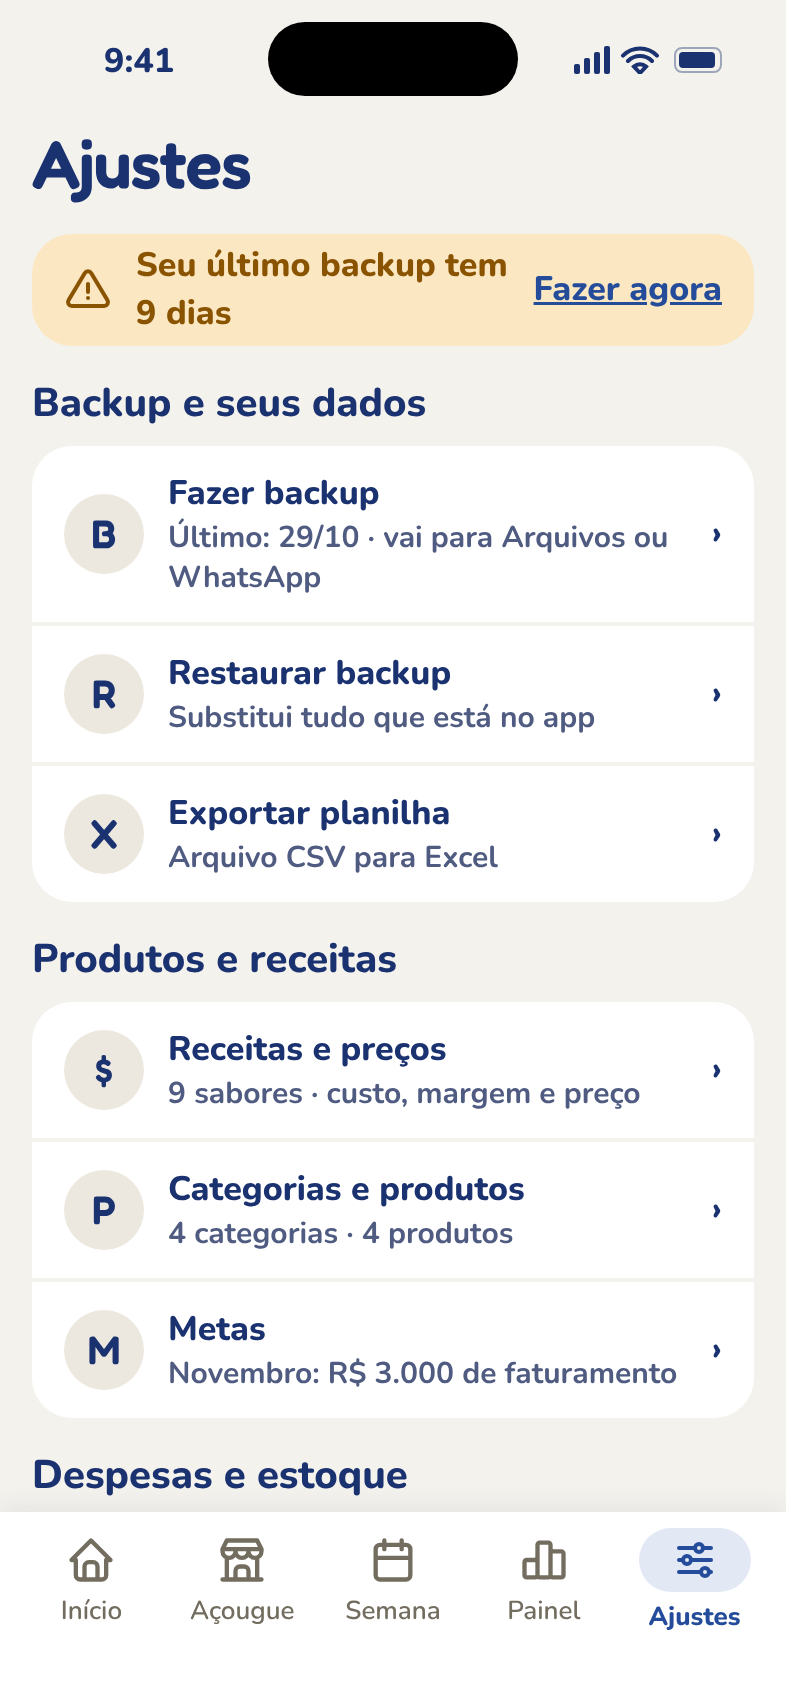 9:41
Ajustes
Seu último backup tem
9 dias
Fazer agora
Backup e seus dados
B
Fazer backup
Último: 29/10 · vai para Arquivos ou
WhatsApp
›
R
Restaurar backup
Substitui tudo que está no app
›
X
Exportar planilha
Arquivo CSV para Excel
›
Produtos e receitas
$
Receitas e preços
9 sabores · custo, margem e preço
›
P
Categorias e produtos
4 categorias · 4 produtos
›
M
Metas
Novembro: R$ 3.000 de faturamento
›
Despesas e estoque
Início
Açougue
Semana
Painel
Ajustes